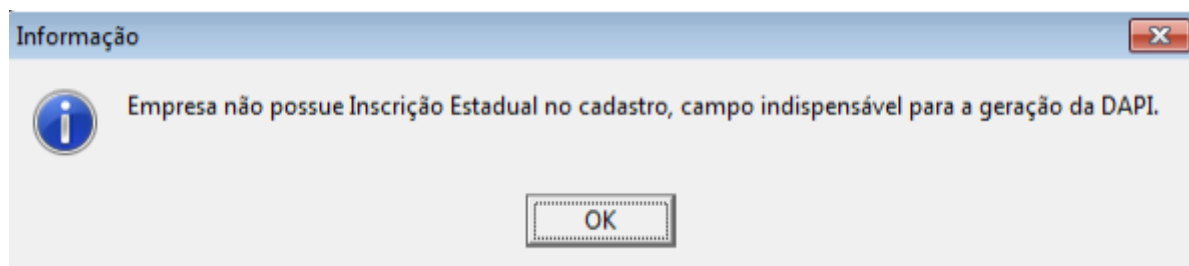 Informação
Empresa não possue Inscrição Estadual no cadastro, campo indispensável para a geração da DAPI.
OK